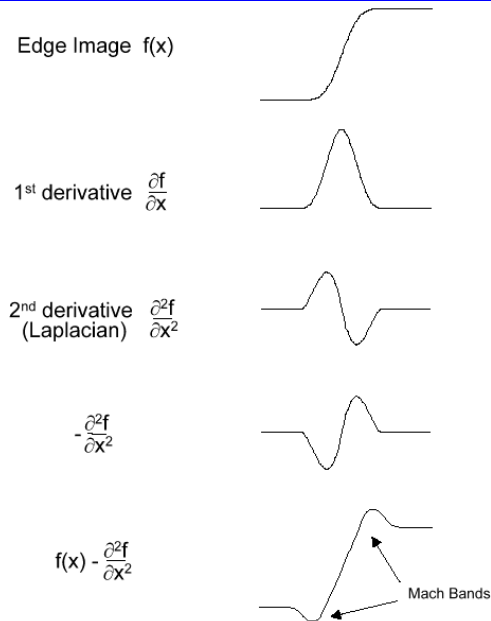 Edge Image f(x)
1st derivative ∂f/∂x
2nd derivative ∂²f/∂x²
(Laplacian)
- ∂²f/∂x²
f(x) - ∂²f/∂x²
Mach Bands